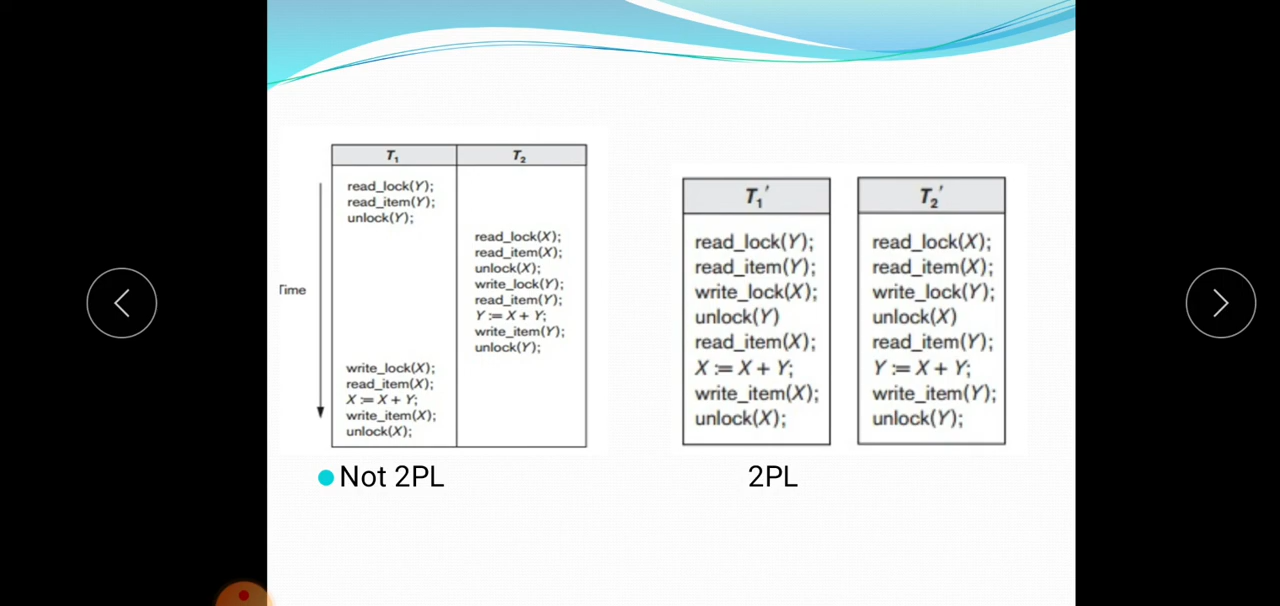 T₁
T₂
read_lock(Y);
read_item(Y);
unlock(Y);
read_lock(X);
read_item(X);
unlock(X);
write_lock(Y);
read_item(Y);
Y := X + Y;
write_item(Y);
unlock(Y);
Time
write_lock(X);
read_item(X);
X := X + Y;
write_item(X);
unlock(X);
Not 2PL
T₁′
read_lock(Y);
read_item(Y);
write_lock(X);
unlock(Y)
read_item(X);
X := X + Y;
write_item(X);
unlock(X);
T₂′
read_lock(X);
read_item(X);
write_lock(Y);
unlock(X)
read_item(Y);
Y := X + Y;
write_item(Y);
unlock(Y);
2PL